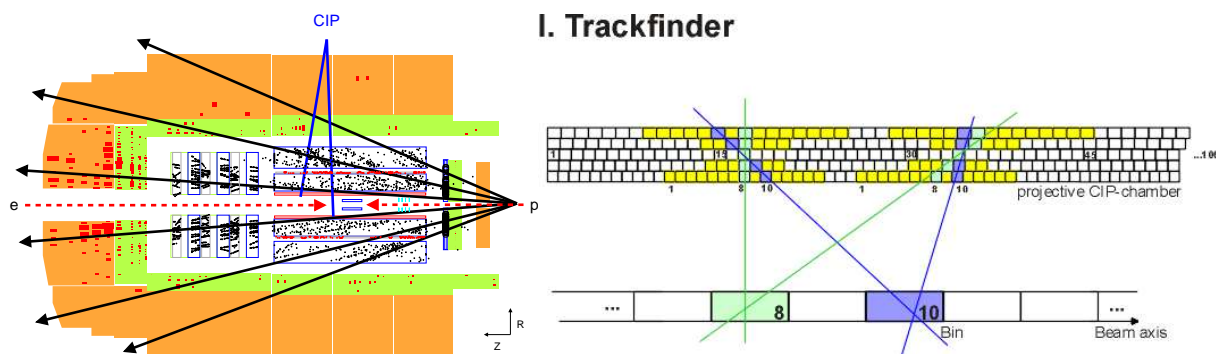 CIP
e
p
R
Z
I. Trackfinder
1 15 30 45 ...106
1 8 10 1 8 10
projective CIP-chamber
... 8 10 ...
Bin Beam axis